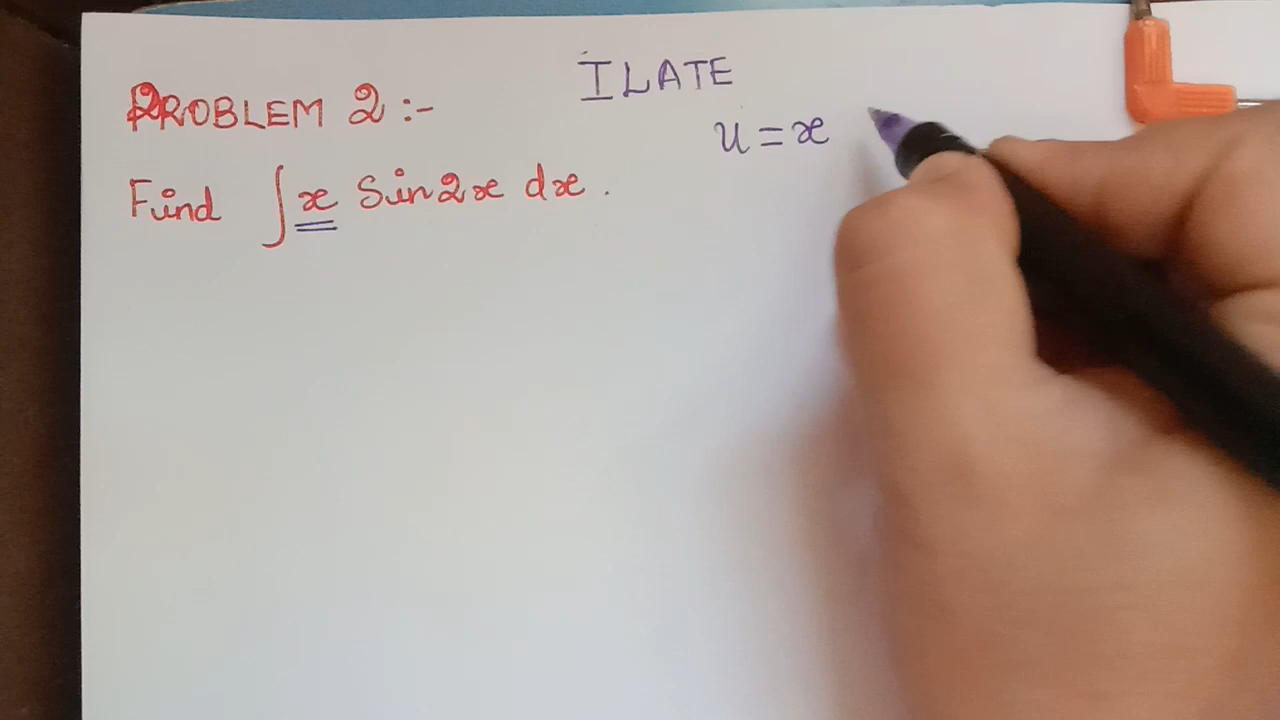 ILATE
PROBLEM 2 :-
u = x
Find ∫ x Sin2x dx .